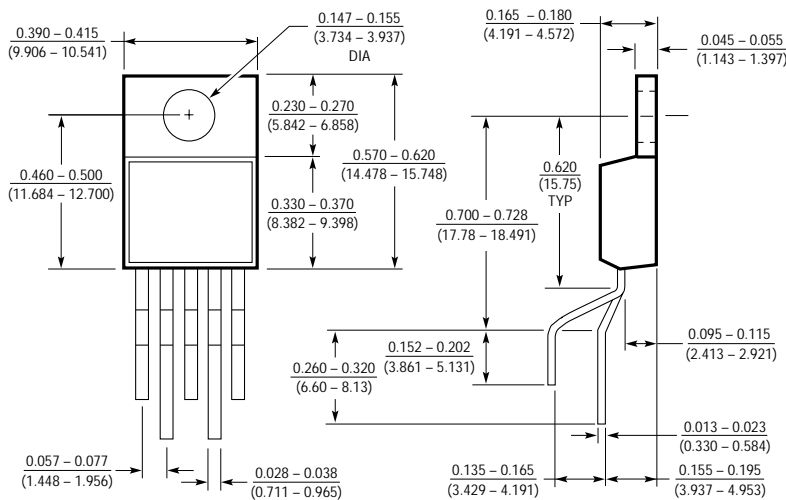 0.390 – 0.415
(9.906 – 10.541)
0.147 – 0.155
(3.734 – 3.937)
DIA
0.165 – 0.180
(4.191 – 4.572)
0.045 – 0.055
(1.143 – 1.397)
0.230 – 0.270
(5.842 – 6.858)
0.460 – 0.500
(11.684 – 12.700)
0.570 – 0.620
(14.478 – 15.748)
0.620
(15.75)
TYP
0.330 – 0.370
(8.382 – 9.398)
0.700 – 0.728
(17.78 – 18.491)
0.095 – 0.115
(2.413 – 2.921)
0.152 – 0.202
(3.861 – 5.131)
0.260 – 0.320
(6.60 – 8.13)
0.013 – 0.023
(0.330 – 0.584)
0.057 – 0.077
(1.448 – 1.956)
0.028 – 0.038
(0.711 – 0.965)
0.135 – 0.165
(3.429 – 4.191)
0.155 – 0.195
(3.937 – 4.953)